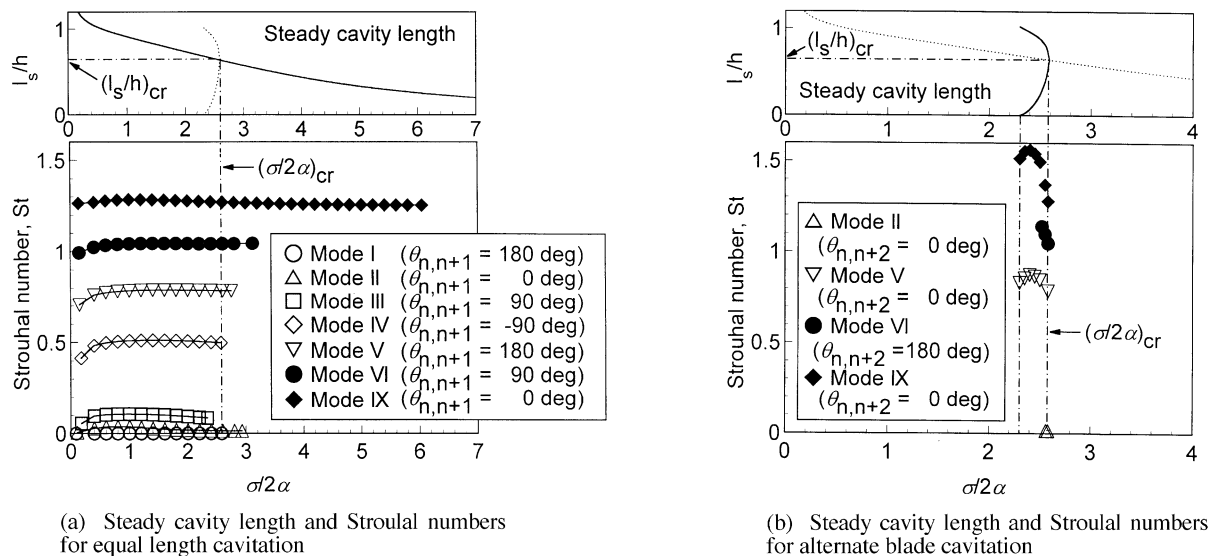 1
0
l_s/h
Steady cavity length
(l_s/h)_cr
0 1 2 3 4 5 6 7
1.5
1
0.5
0
Strouhal number, St
(σ/2α)_cr
Mode I (θ_n,n+1 = 180 deg)
Mode II (θ_n,n+1 = 0 deg)
Mode III (θ_n,n+1 = 90 deg)
Mode IV (θ_n,n+1 = -90 deg)
Mode V (θ_n,n+1 = 180 deg)
Mode VI (θ_n,n+1 = 90 deg)
Mode IX (θ_n,n+1 = 0 deg)
0 1 2 3 4 5 6 7
σ/2α
(a) Steady cavity length and Stroulal numbers
for equal length cavitation
1
0
l_s/h
(l_s/h)_cr
Steady cavity length
0 1 2 3 4
1.5
1
0.5
0
Strouhal number, St
Mode II
(θ_n,n+2 = 0 deg)
Mode V
(θ_n,n+2 = 0 deg)
Mode VI
(θ_n,n+2 =180 deg)
Mode IX
(θ_n,n+2 = 0 deg)
(σ/2α)_cr
0 1 2 3 4
σ/2α
(b) Steady cavity length and Stroulal numbers
for alternate blade cavitation